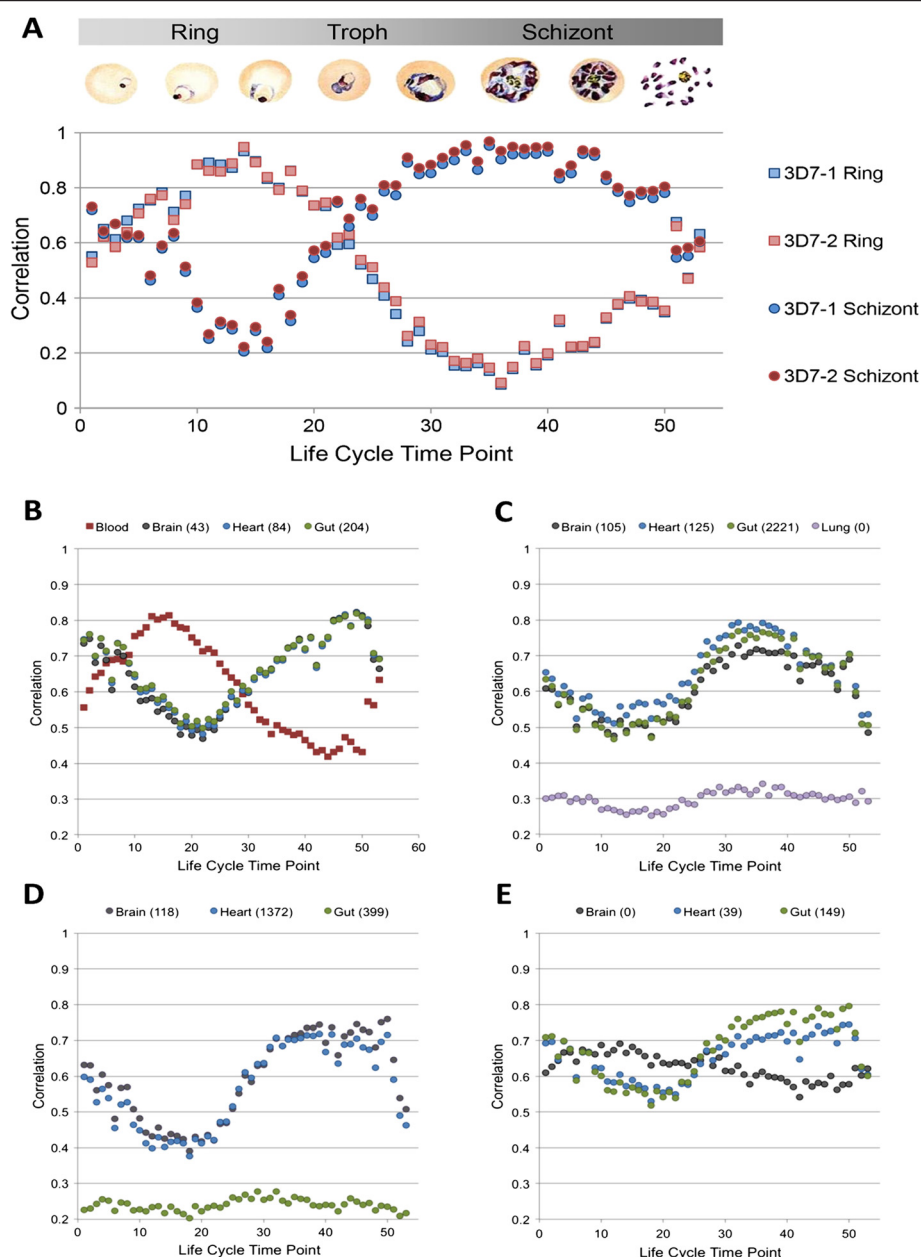 A
Ring Troph Schizont
1
0.8
0.6
0.4
0.2
0
Correlation
0 10 20 30 40 50
Life Cycle Time Point
3D7-1 Ring
3D7-2 Ring
3D7-1 Schizont
3D7-2 Schizont
B
Blood Brain (43) Heart (84) Gut (204)
1
0.9
0.8
0.7
0.6
0.5
0.4
0.3
0.2
Correlation
0 10 20 30 40 50 60
Life Cycle Time Point
C
Brain (105) Heart (125) Gut (2221) Lung (0)
1
0.9
0.8
0.7
0.6
0.5
0.4
0.3
0.2
Correlation
0 10 20 30 40 50
Life Cycle Time Point
D
Brain (118) Heart (1372) Gut (399)
1
0.9
0.8
0.7
0.6
0.5
0.4
0.3
0.2
Correlation
0 10 20 30 40 50
Life Cycle Time Point
E
Brain (0) Heart (39) Gut (149)
1
0.9
0.8
0.7
0.6
0.5
0.4
0.3
0.2
Correlation
0 10 20 30 40 50
Life Cycle Time Point